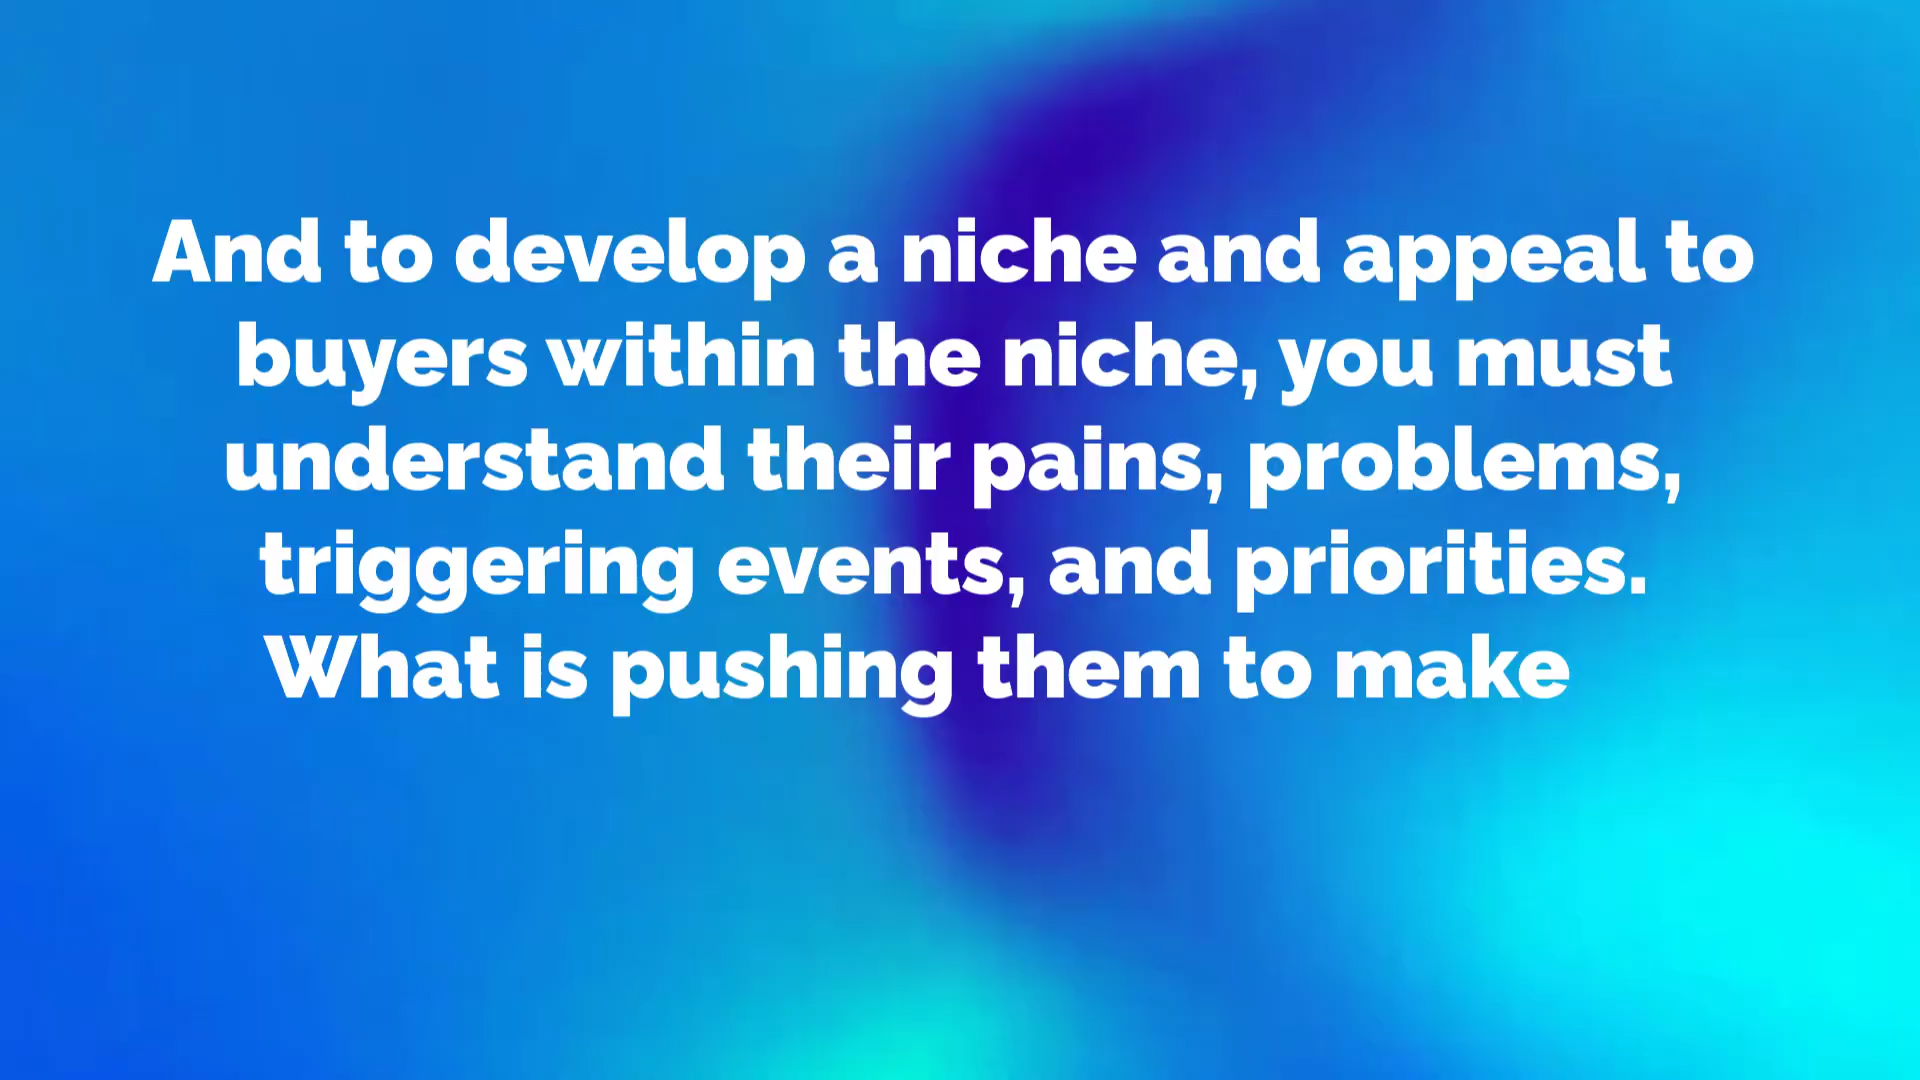 And to develop a niche and appeal to
buyers within the niche, you must
understand their pains, problems,
triggering events, and priorities.
What is pushing them to make